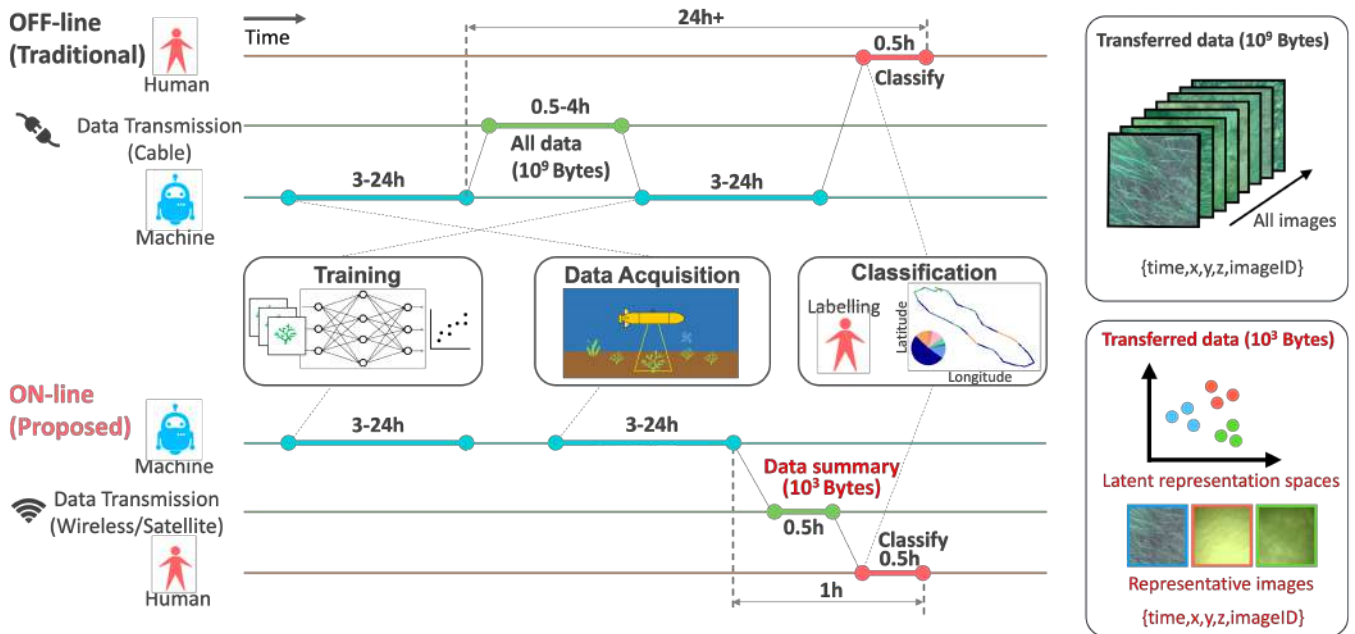 OFF-line
(Traditional)
Human
Time
24h+
0.5h
Classify
Data Transmission
(Cable)
0.5-4h
All data
(10⁹ Bytes)
Machine
3-24h
3-24h
Training
Data Acquisition
Classification
Labelling
Latitude
Longitude
ON-line
(Proposed)
Machine
3-24h
3-24h
Data summary
(10³ Bytes)
Data Transmission
(Wireless/Satellite)
0.5h
Classify
0.5h
Human
1h
Transferred data (10⁹ Bytes)
All images
{time,x,y,z,imageID}
Transferred data (10³ Bytes)
Latent representation spaces
Representative images
{time,x,y,z,imageID}